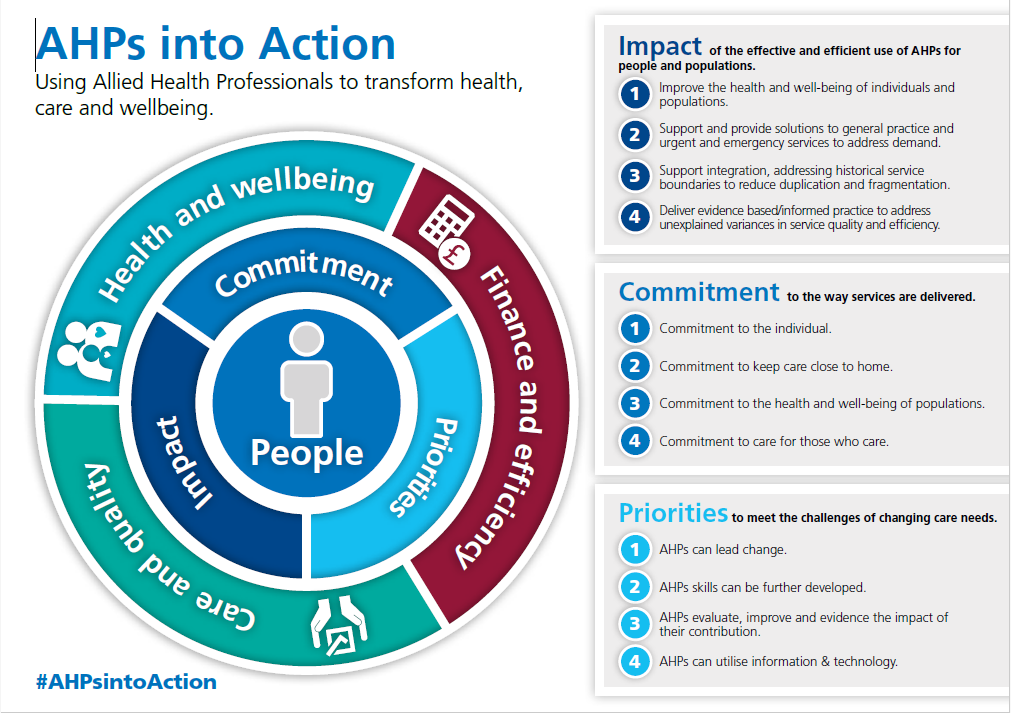 AHPs into Action
Using Allied Health Professionals to transform health,
care and wellbeing.
Health and wellbeing
Finance and efficiency
£
Care and quality
Commitment
Priorities
Impact
People
#AHPsintoAction
Impact of the effective and efficient use of AHPs for
people and populations.
1 Improve the health and well-being of individuals and
populations.
2 Support and provide solutions to general practice and
urgent and emergency services to address demand.
3 Support integration, addressing historical service
boundaries to reduce duplication and fragmentation.
4 Deliver evidence based/informed practice to address
unexplained variances in service quality and efficiency.
Commitment to the way services are delivered.
1 Commitment to the individual.
2 Commitment to keep care close to home.
3 Commitment to the health and well-being of populations.
4 Commitment to care for those who care.
Priorities to meet the challenges of changing care needs.
1 AHPs can lead change.
2 AHPs skills can be further developed.
3 AHPs evaluate, improve and evidence the impact of
their contribution.
4 AHPs can utilise information & technology.